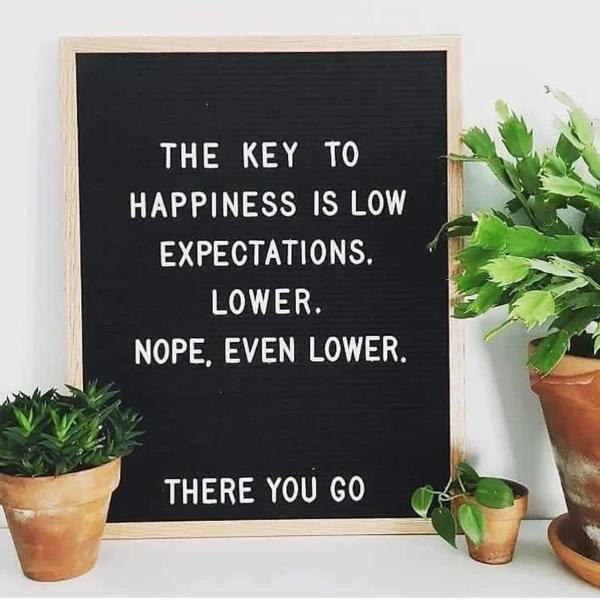 THE KEY TO
HAPPINESS IS LOW
EXPECTATIONS.
LOWER.
NOPE, EVEN LOWER.
THERE YOU GO